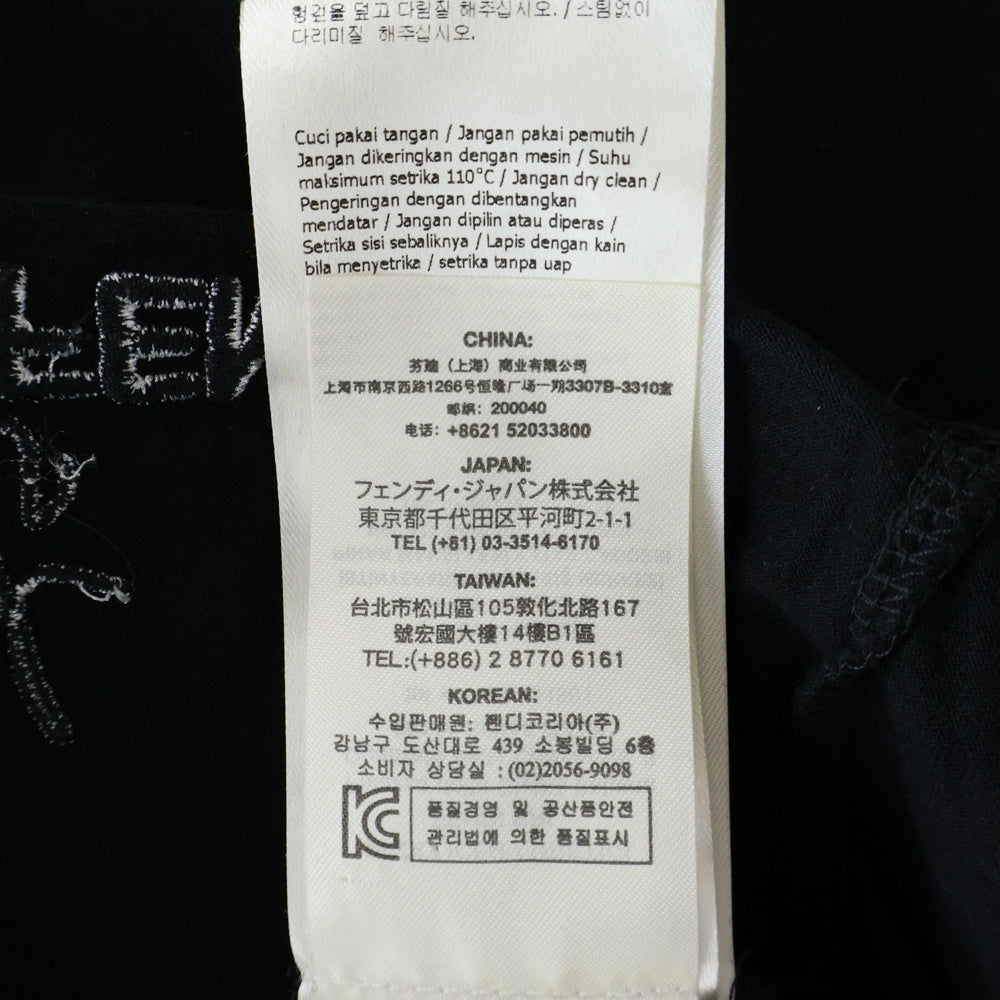 형겊을 덮고 다림질 해주십시오. / 스팀없이
다리미질 해주십시오.
Cuci pakai tangan / Jangan pakai pemutih /
Jangan dikeringkan dengan mesin / Suhu
maksimum setrika 110°C / Jangan dry clean /
Pengeringan dengan dibentangkan
mendatar / Jangan dipilin atau diperas /
Setrika sisi sebaliknya / Lapis dengan kain
bila menyetrika / setrika tanpa uap
CHINA:
芬迪（上海）商业有限公司
上海市南京西路1266号恒隆广场一期3307B-3310室
邮编：200040
电话：+8621 52033800
JAPAN:
フェンディ・ジャパン株式会社
東京都千代田区平河町2-1-1
TEL (+81) 03-3514-6170
TAIWAN:
台北市松山區105敦化北路167
號宏國大樓14樓B1區
TEL:(+886) 2 8770 6161
KOREAN:
수입판매원: 펜디코리아(주)
강남구 도산대로 439 소봉빌딩 6층
소비자 상담실 : (02)2056-9098
품질경영 및 공산품안전
관리법에 의한 품질표시